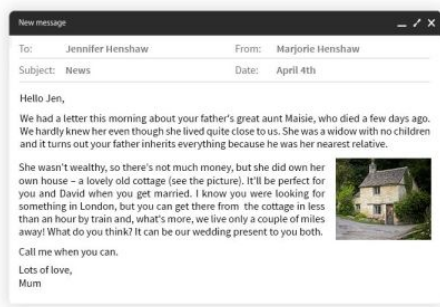 New message
To: Jennifer Henshaw From: Marjorie Henshaw
Subject: News Date: April 4th
Hello Jen,
We had a letter this morning about your father's great aunt Maisie, who died a few days ago.
We hardly knew her even though she lived quite close to us. She was a widow with no children
and it turns out your father inherits everything because he was her nearest relative.
She wasn't wealthy, so there's not much money, but she did own her
own house – a lovely old cottage (see the picture). It'll be perfect for
you and David when you get married. I know you were looking for
something in London, but you can get there from the cottage in less
than an hour by train and, what's more, we live only a couple of miles
away! What do you think? It can be our wedding present to you both.
Call me when you can.
Lots of love,
Mum